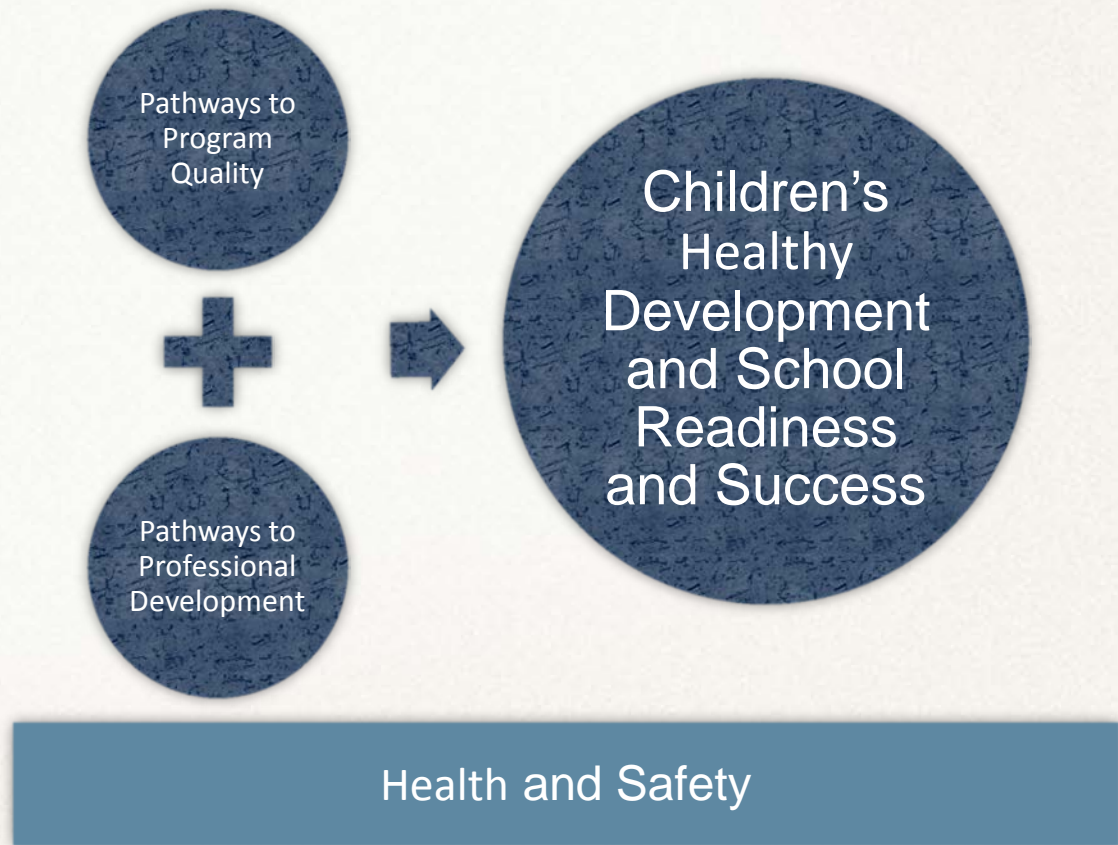 Pathways to
Program
Quality
Pathways to
Professional
Development
Children’s
Healthy
Development
and School
Readiness
and Success
Health and Safety